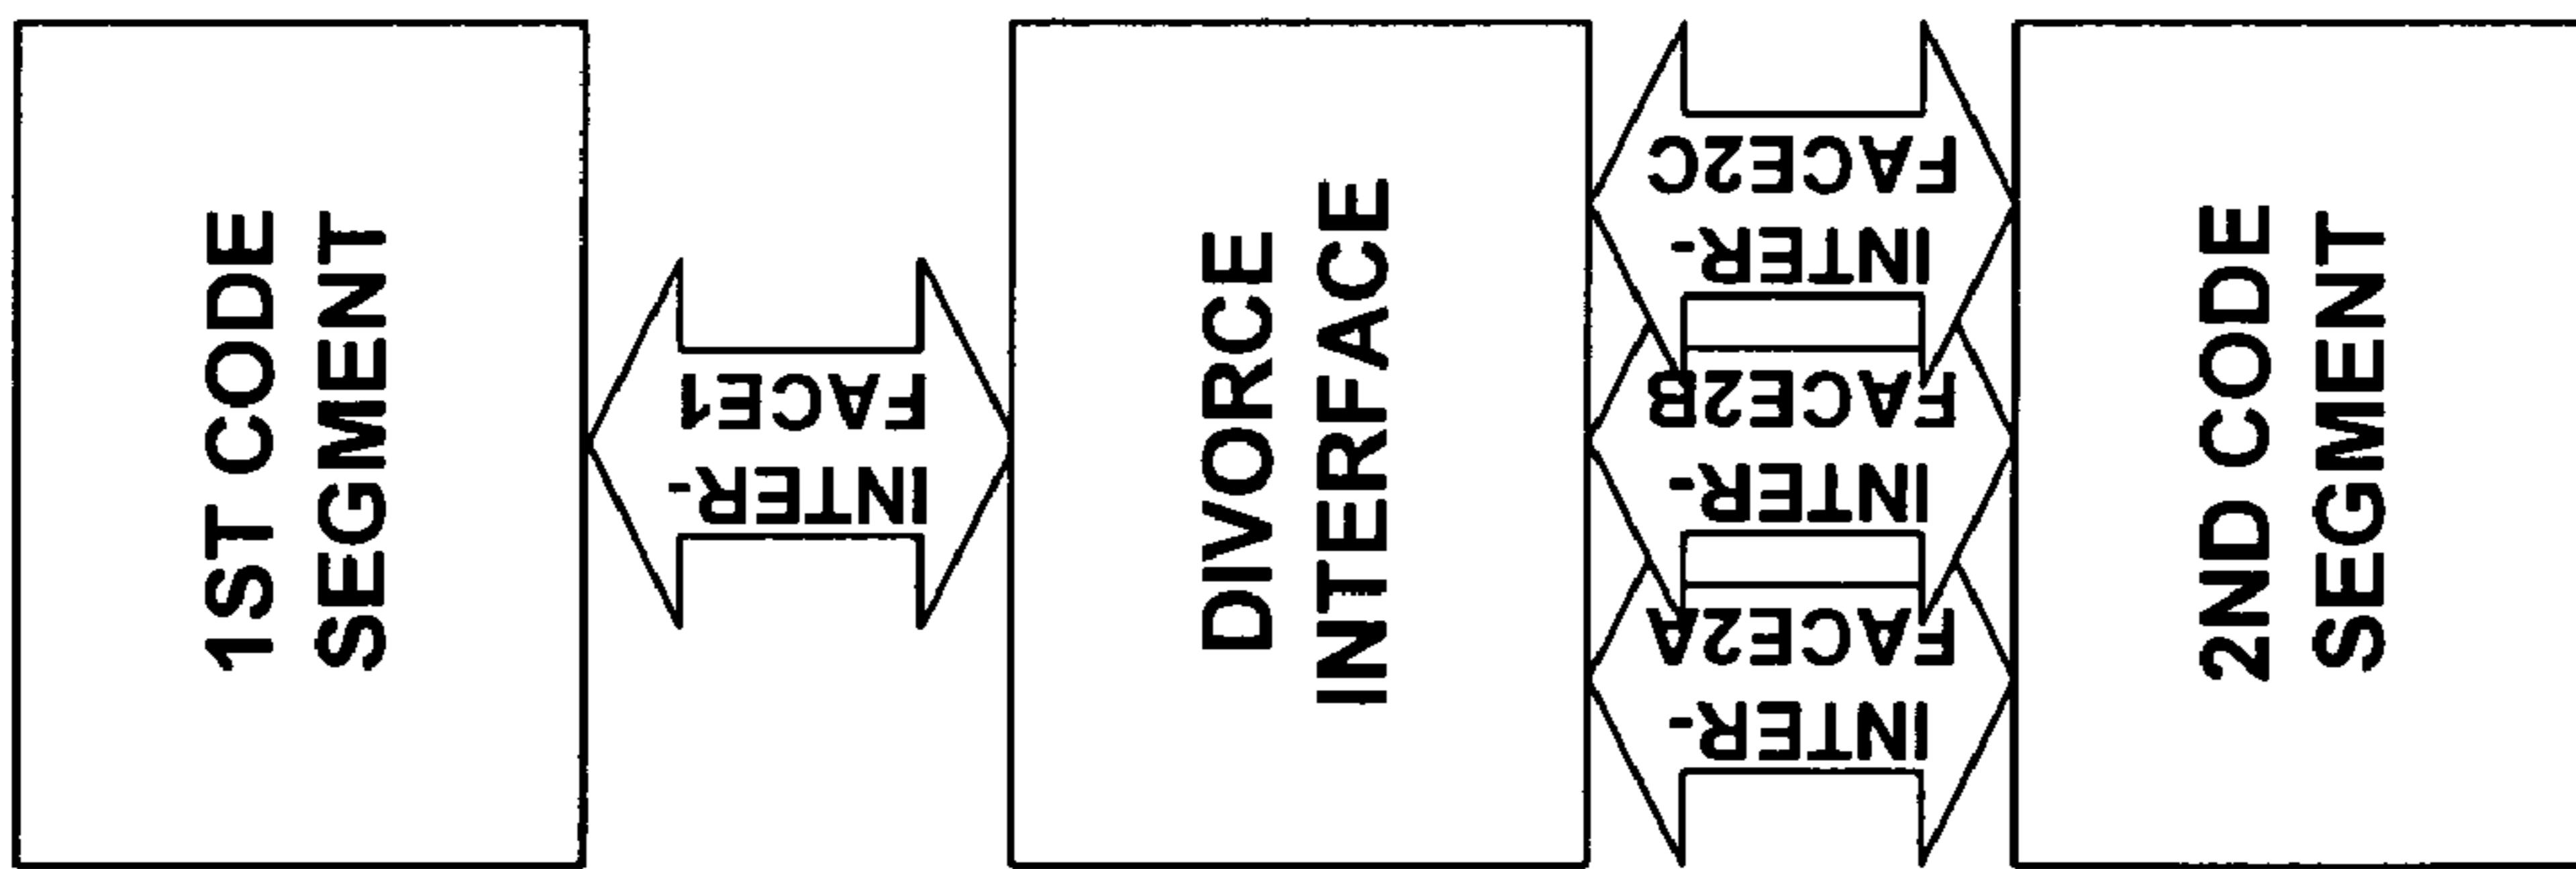 1ST CODE
SEGMENT
INTER-
FACE1
DIVORCE
INTERFACE
INTER-
FACE2A
INTER-
FACE2B
INTER-
FACE2C
2ND CODE
SEGMENT